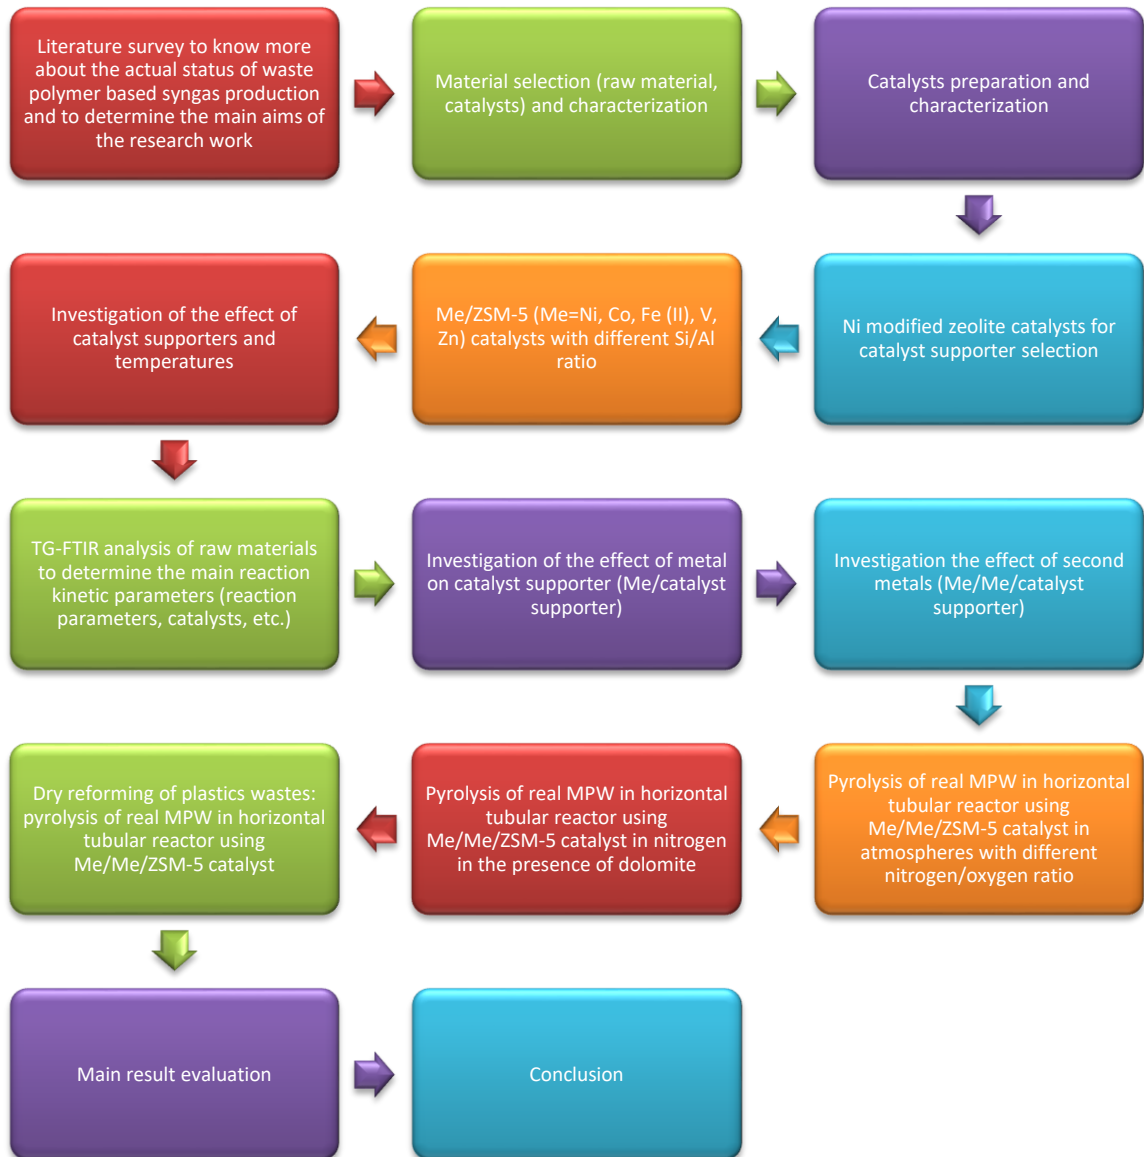 Literature survey to know more
about the actual status of waste
polymer based syngas production
and to determine the main aims of
the research work
Material selection (raw material,
catalysts) and characterization
Catalysts preparation and
characterization
Ni modified zeolite catalysts for
catalyst supporter selection
Me/ZSM-5 (Me=Ni, Co, Fe (II), V,
Zn) catalysts with different Si/Al
ratio
Investigation of the effect of
catalyst supporters and
temperatures
TG-FTIR analysis of raw materials
to determine the main reaction
kinetic parameters (reaction
parameters, catalysts, etc.)
Investigation of the effect of metal
on catalyst supporter (Me/catalyst
supporter)
Investigation the effect of second
metals (Me/Me/catalyst
supporter)
Pyrolysis of real MPW in horizontal
tubular reactor using
Me/Me/ZSM-5 catalyst in
atmospheres with different
nitrogen/oxygen ratio
Pyrolysis of real MPW in horizontal
tubular reactor using
Me/Me/ZSM-5 catalyst in nitrogen
in the presence of dolomite
Dry reforming of plastics wastes:
pyrolysis of real MPW in horizontal
tubular reactor using
Me/Me/ZSM-5 catalyst
Main result evaluation
Conclusion